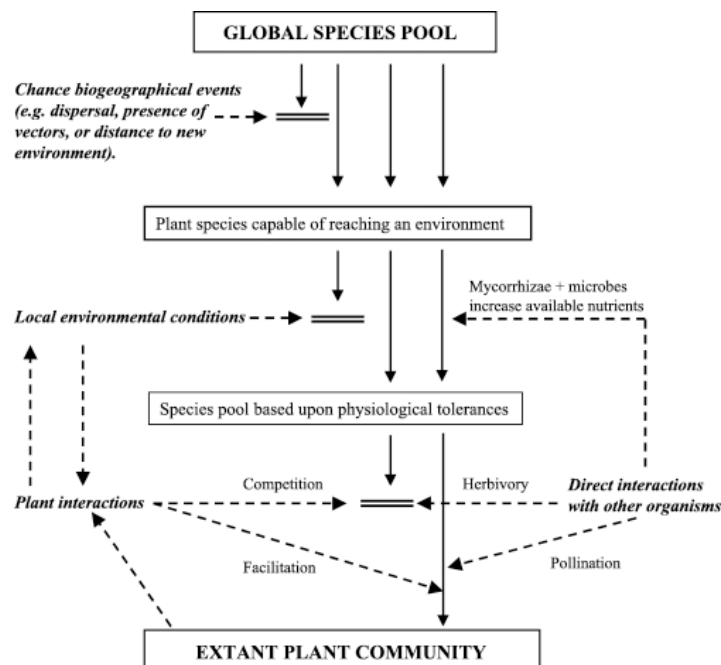 GLOBAL SPECIES POOL
Chance biogeographical events
(e.g. dispersal, presence of
vectors, or distance to new
environment).
Plant species capable of reaching an environment
Mycorrhizae + microbes
increase available nutrients
Local environmental conditions
Species pool based upon physiological tolerances
Competition
Herbivory
Plant interactions
Direct interactions
with other organisms
Facilitation
Pollination
EXTANT PLANT COMMUNITY